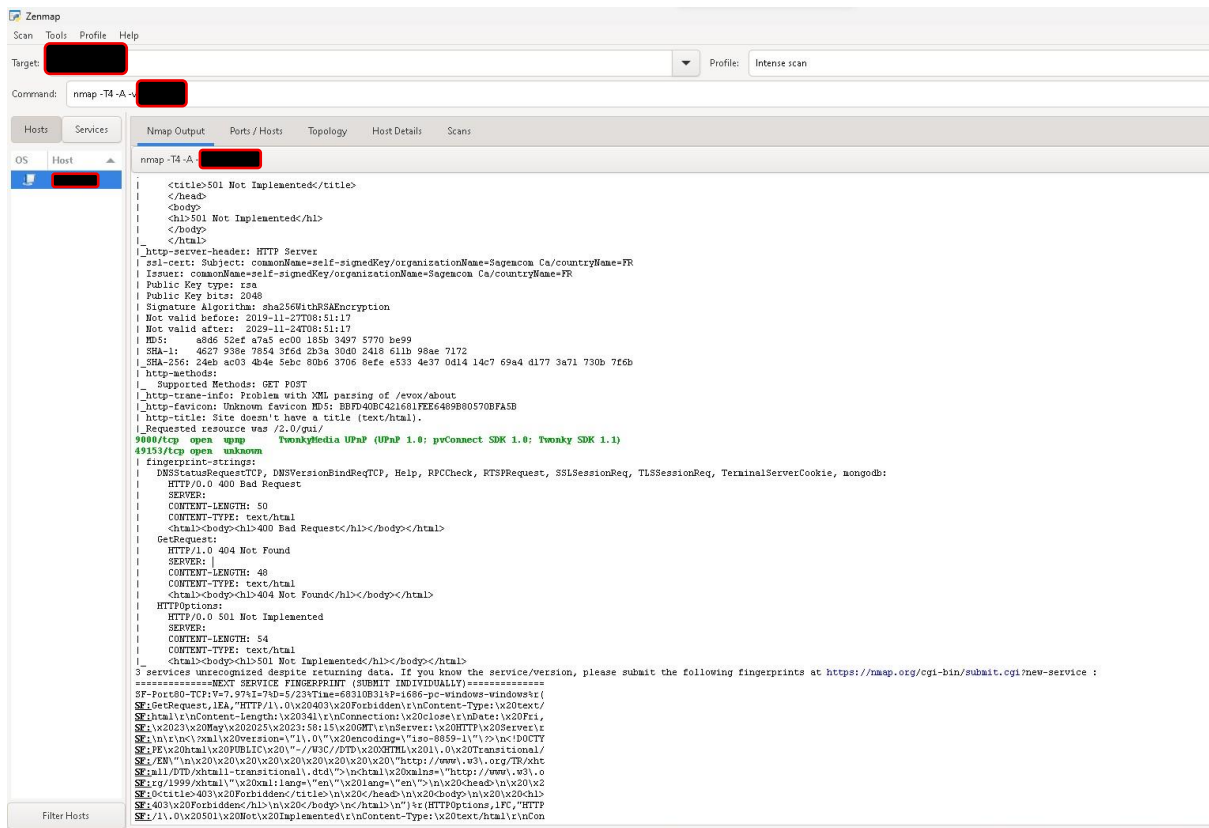 Zenmap
Scan Tools Profile Help
Target:
Profile: Intense scan
Command: nmap -T4 -A -v
Hosts Services
Nmap Output Ports / Hosts Topology Host Details Scans
OS Host
nmap -T4 -A -
|     <title>501 Not Implemented</title>
|     </head>
|     <body>
|     <h1>501 Not Implemented</h1>
|     </body>
|_    </html>
|_http-server-header: HTTP Server
| ssl-cert: Subject: commonName=self-signedKey/organizationName=Sagemcom Ca/countryName=FR
| Issuer: commonName=self-signedKey/organizationName=Sagemcom Ca/countryName=FR
| Public Key type: rsa
| Public Key bits: 2048
| Signature Algorithm: sha256WithRSAEncryption
| Not valid before: 2019-11-27T08:51:17
| Not valid after:  2029-11-24T08:51:17
| MD5:     a8d6 52ef a7a5 ec00 185b 3497 5770 be99
| SHA-1:   4627 938e 7854 3f6d 2b3a 30d0 2418 611b 98ae 7172
|_SHA-256: 24eb ac03 4b4e 5ebc 80b6 3706 8efe e533 4e37 0d14 14c7 69a4 d177 3a71 730b 7f6b
| http-methods:
|_  Supported Methods: GET POST
|_http-trane-info: Problem with XML parsing of /evox/about
|_http-favicon: Unknown favicon MD5: BBFD40BC421681FEE6489B80570BFA5B
| http-title: Site doesn't have a title (text/html).
|_Requested resource was /2.0/gui/
9000/tcp  open  upnp       TwonkyMedia UPnP (UPnP 1.0; pvConnect SDK 1.0; Twonky SDK 1.1)
49153/tcp open  unknown
| fingerprint-strings:
|   DNSStatusRequestTCP, DNSVersionBindReqTCP, Help, RPCCheck, RTSPRequest, SSLSessionReq, TLSSessionReq, TerminalServerCookie, mongodb:
|     HTTP/0.0 400 Bad Request
|     SERVER:
|     CONTENT-LENGTH: 50
|     CONTENT-TYPE: text/html
|     <html><body><h1>400 Bad Request</h1></body></html>
|   GetRequest:
|     HTTP/1.0 404 Not Found
|     SERVER: |
|     CONTENT-LENGTH: 48
|     CONTENT-TYPE: text/html
|     <html><body><h1>404 Not Found</h1></body></html>
|   HTTPOptions:
|     HTTP/0.0 501 Not Implemented
|     SERVER:
|     CONTENT-LENGTH: 54
|     CONTENT-TYPE: text/html
|_    <html><body><h1>501 Not Implemented</h1></body></html>
3 services unrecognized despite returning data. If you know the service/version, please submit the following fingerprints at https://nmap.org/cgi-bin/submit.cgi?new-service :
==============NEXT SERVICE FINGERPRINT (SUBMIT INDIVIDUALLY)==============
SF-Port80-TCP:V=7.97%I=7%D=5/23%Time=68310B31%P=i686-pc-windows-windows%r(
SF:GetRequest,1EA,"HTTP/1\.0\x20403\x20Forbidden\r\nContent-Type:\x20text/
SF:html\r\nContent-Length:\x20341\r\nConnection:\x20close\r\nDate:\x20Fri,
SF:\x2023\x20May\x202025\x2023:58:15\x20GMT\r\nServer:\x20HTTP\x20Server\r
SF:\n\r\n<\?xml\x20version=\"1\.0\"\x20encoding=\"iso-8859-1\"\?>\n<!DOCTY
SF:PE\x20html\x20PUBLIC\x20\"-//W3C//DTD\x20XHTML\x201\.0\x20Transitional/
SF:/EN\"\n\x20\x20\x20\x20\x20\x20\x20\x20\x20\"http://www\.w3\.org/TR/xht
SF:ml1/DTD/xhtml1-transitional\.dtd\">\n<html\x20xmlns=\"http://www\.w3\.o
SF:rg/1999/xhtml\"\x20xml:lang=\"en\"\x20lang=\"en\">\n\x20<head>\n\x20\x2
SF:0<title>403\x20Forbidden</title>\n\x20</head>\n\x20<body>\n\x20\x20<h1>
SF:403\x20Forbidden</h1>\n\x20</body>\n</html>\n")%r(HTTPOptions,1FC,"HTTP
SF:/1\.0\x20501\x20Not\x20Implemented\r\nContent-Type:\x20text/html\r\nCon
Filter Hosts